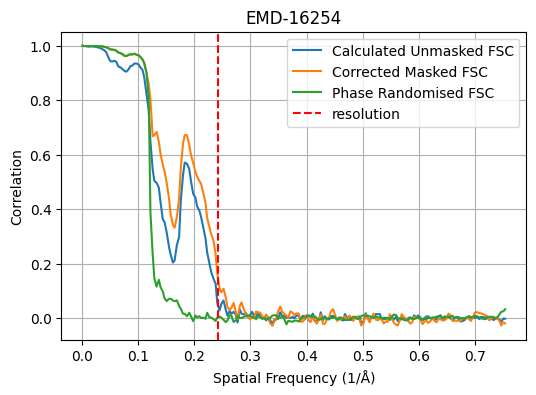 EMD-16254
Calculated Unmasked FSC
Corrected Masked FSC
Phase Randomised FSC
resolution
Correlation
1.0
0.8
0.6
0.4
0.2
0.0
0.0 0.1 0.2 0.3 0.4 0.5 0.6 0.7
Spatial Frequency (1/Å)